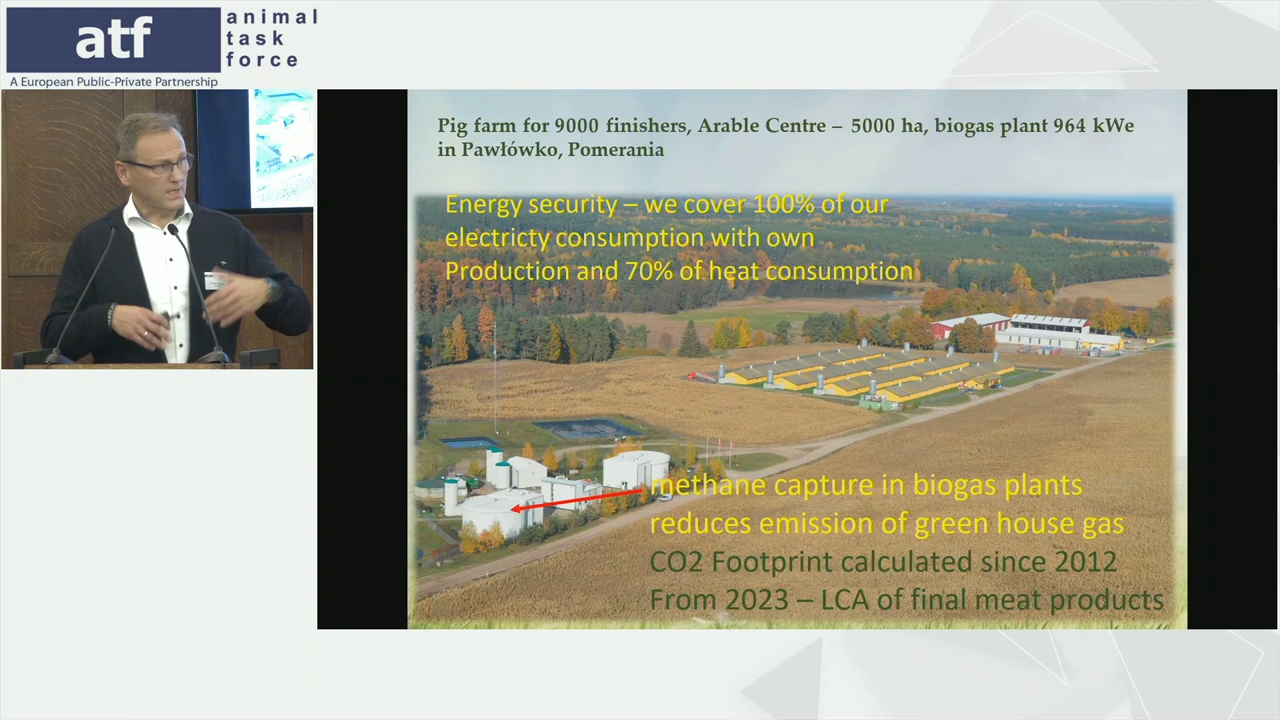 atf
animal
task
force
A European Public-Private Partnership
Pig farm for 9000 finishers, Arable Centre – 5000 ha, biogas plant 964 kWe
in Pawłówko, Pomerania
Energy security – we cover 100% of our
electricty consumption with own
Production and 70% of heat consumption
methane capture in biogas plants
reduces emission of green house gas
CO2 Footprint calculated since 2012
From 2023 – LCA of final meat products